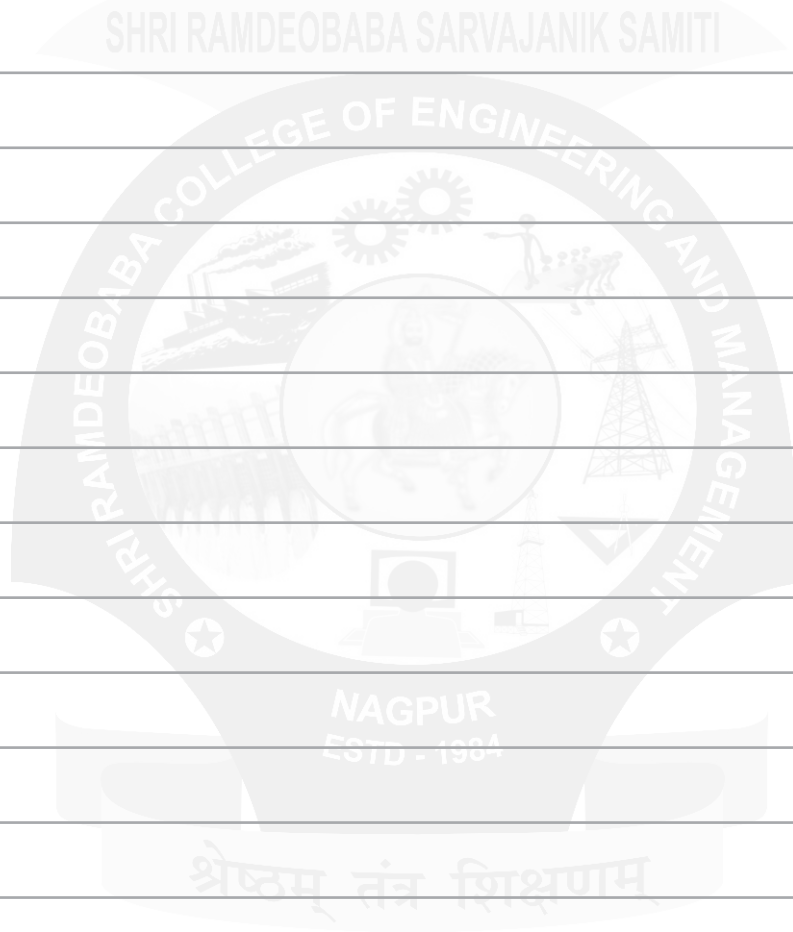 SHRI RAMDEOBABA SARVAJANIK SAMITI
SHRI RAMDEOBABA COLLEGE OF ENGINEERING AND MANAGEMENT
NAGPUR
ESTD - 1984
श्रेष्ठम् तंत्र शिक्षणम्